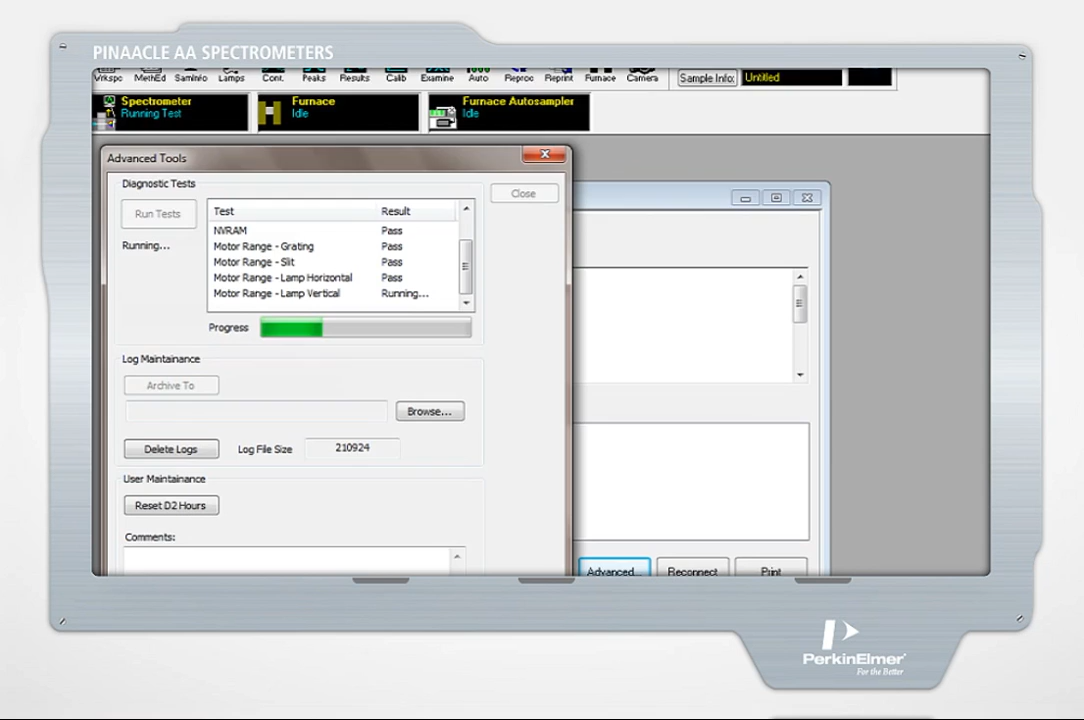 PINAACLE AA SPECTROMETERS
Wrkspc MethEd SamInfo Lamps Cont. Peaks Results Calib Examine Auto Reproc Reprint Furnace Camera Sample Info: Untitled
Spectrometer
Running Test
Furnace
Idle
Furnace Autosampler
Idle
Advanced Tools
Diagnostic Tests
Close
Run Tests
Running...
Test Result
NVRAM Pass
Motor Range - Grating Pass
Motor Range - Slit Pass
Motor Range - Lamp Horizontal Pass
Motor Range - Lamp Vertical Running...
Progress
Log Maintainance
Archive To
Browse...
Delete Logs Log File Size 210924
User Maintainance
Reset D2 Hours
Comments:
Advanced... Reconnect Print
PerkinElmer
For the Better